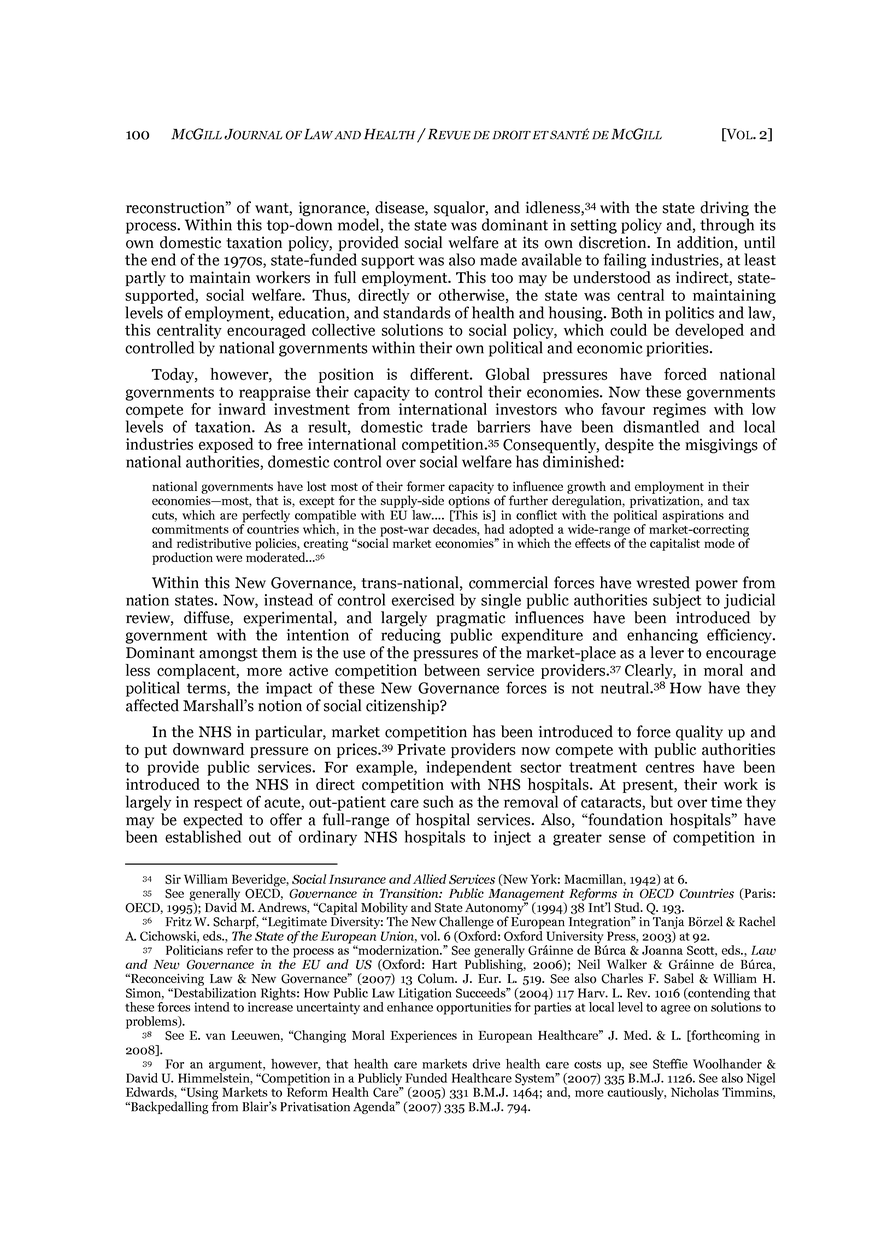 100 MCGILL JOURNAL OF LAW AND HEALTH / REVUE DE DROIT ET SANTÉ DE MCGILL [VOL. 2]
reconstruction” of want, ignorance, disease, squalor, and idleness,34 with the state driving the
process. Within this top-down model, the state was dominant in setting policy and, through its
own domestic taxation policy, provided social welfare at its own discretion. In addition, until
the end of the 1970s, state-funded support was also made available to failing industries, at least
partly to maintain workers in full employment. This too may be understood as indirect, state-
supported, social welfare. Thus, directly or otherwise, the state was central to maintaining
levels of employment, education, and standards of health and housing. Both in politics and law,
this centrality encouraged collective solutions to social policy, which could be developed and
controlled by national governments within their own political and economic priorities.
Today, however, the position is different. Global pressures have forced national
governments to reappraise their capacity to control their economies. Now these governments
compete for inward investment from international investors who favour regimes with low
levels of taxation. As a result, domestic trade barriers have been dismantled and local
industries exposed to free international competition.35 Consequently, despite the misgivings of
national authorities, domestic control over social welfare has diminished:
national governments have lost most of their former capacity to influence growth and employment in their
economies—most, that is, except for the supply-side options of further deregulation, privatization, and tax
cuts, which are perfectly compatible with EU law.... [This is] in conflict with the political aspirations and
commitments of countries which, in the post-war decades, had adopted a wide-range of market-correcting
and redistributive policies, creating “social market economies” in which the effects of the capitalist mode of
production were moderated...36
Within this New Governance, trans-national, commercial forces have wrested power from
nation states. Now, instead of control exercised by single public authorities subject to judicial
review, diffuse, experimental, and largely pragmatic influences have been introduced by
government with the intention of reducing public expenditure and enhancing efficiency.
Dominant amongst them is the use of the pressures of the market-place as a lever to encourage
less complacent, more active competition between service providers.37 Clearly, in moral and
political terms, the impact of these New Governance forces is not neutral.38 How have they
affected Marshall’s notion of social citizenship?
In the NHS in particular, market competition has been introduced to force quality up and
to put downward pressure on prices.39 Private providers now compete with public authorities
to provide public services. For example, independent sector treatment centres have been
introduced to the NHS in direct competition with NHS hospitals. At present, their work is
largely in respect of acute, out-patient care such as the removal of cataracts, but over time they
may be expected to offer a full-range of hospital services. Also, “foundation hospitals” have
been established out of ordinary NHS hospitals to inject a greater sense of competition in
34 Sir William Beveridge, Social Insurance and Allied Services (New York: Macmillan, 1942) at 6.
35 See generally OECD, Governance in Transition: Public Management Reforms in OECD Countries (Paris:
OECD, 1995); David M. Andrews, “Capital Mobility and State Autonomy” (1994) 38 Int’l Stud. Q. 193.
36 Fritz W. Scharpf, “Legitimate Diversity: The New Challenge of European Integration” in Tanja Börzel & Rachel
A. Cichowski, eds., The State of the European Union, vol. 6 (Oxford: Oxford University Press, 2003) at 92.
37 Politicians refer to the process as “modernization.” See generally Gráinne de Búrca & Joanna Scott, eds., Law
and New Governance in the EU and US (Oxford: Hart Publishing, 2006); Neil Walker & Gráinne de Búrca,
“Reconceiving Law & New Governance” (2007) 13 Colum. J. Eur. L. 519. See also Charles F. Sabel & William H.
Simon, “Destabilization Rights: How Public Law Litigation Succeeds” (2004) 117 Harv. L. Rev. 1016 (contending that
these forces intend to increase uncertainty and enhance opportunities for parties at local level to agree on solutions to
problems).
38 See E. van Leeuwen, “Changing Moral Experiences in European Healthcare” J. Med. & L. [forthcoming in
2008].
39 For an argument, however, that health care markets drive health care costs up, see Steffie Woolhander &
David U. Himmelstein, “Competition in a Publicly Funded Healthcare System” (2007) 335 B.M.J. 1126. See also Nigel
Edwards, “Using Markets to Reform Health Care” (2005) 331 B.M.J. 1464; and, more cautiously, Nicholas Timmins,
“Backpedalling from Blair’s Privatisation Agenda” (2007) 335 B.M.J. 794.